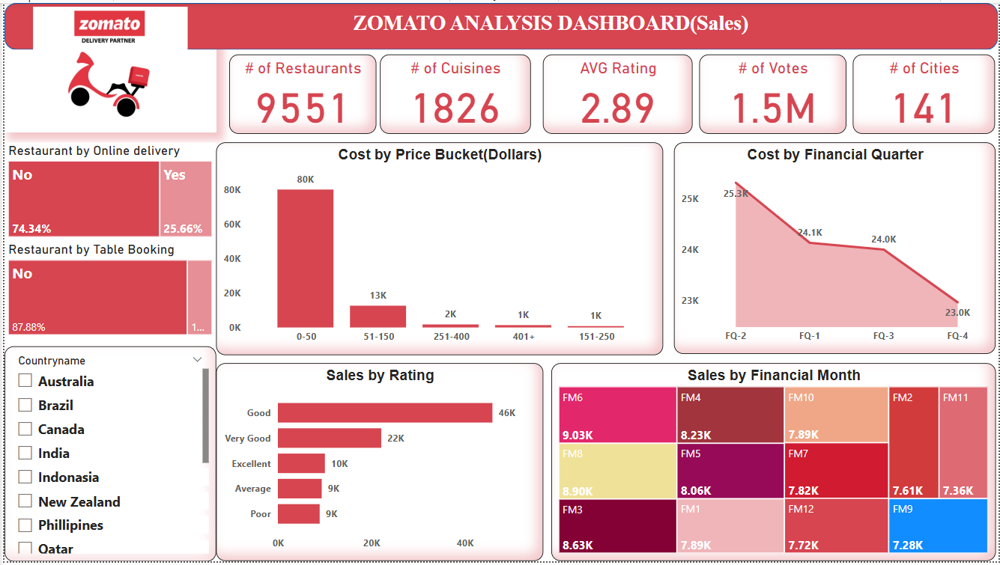 zomato
DELIVERY PARTNER
ZOMATO ANALYSIS DASHBOARD(Sales)
# of Restaurants
9551
# of Cuisines
1826
AVG Rating
2.89
# of Votes
1.5M
# of Cities
141
Restaurant by Online delivery
No
Yes
74.34%
25.66%
Restaurant by Table Booking
No
87.88%
1...
Countryname
Australia
Brazil
Canada
India
Indonasia
New Zealand
Phillipines
Qatar
Cost by Price Bucket(Dollars)
80K
60K
40K
20K
0K
80K
13K
2K
1K
1K
0-50
51-150
251-400
401+
151-250
Cost by Financial Quarter
25K
24K
23K
25.3K
24.1K
24.0K
23.0K
FQ-2
FQ-1
FQ-3
FQ-4
Sales by Rating
Good
46K
Very Good
22K
Excellent
10K
Average
9K
Poor
9K
0K
20K
40K
Sales by Financial Month
FM6
9.03K
FM8
8.90K
FM3
8.63K
FM4
8.23K
FM5
8.06K
FM1
7.89K
FM10
7.89K
FM7
7.82K
FM12
7.72K
FM2
7.61K
FM11
7.36K
FM9
7.28K